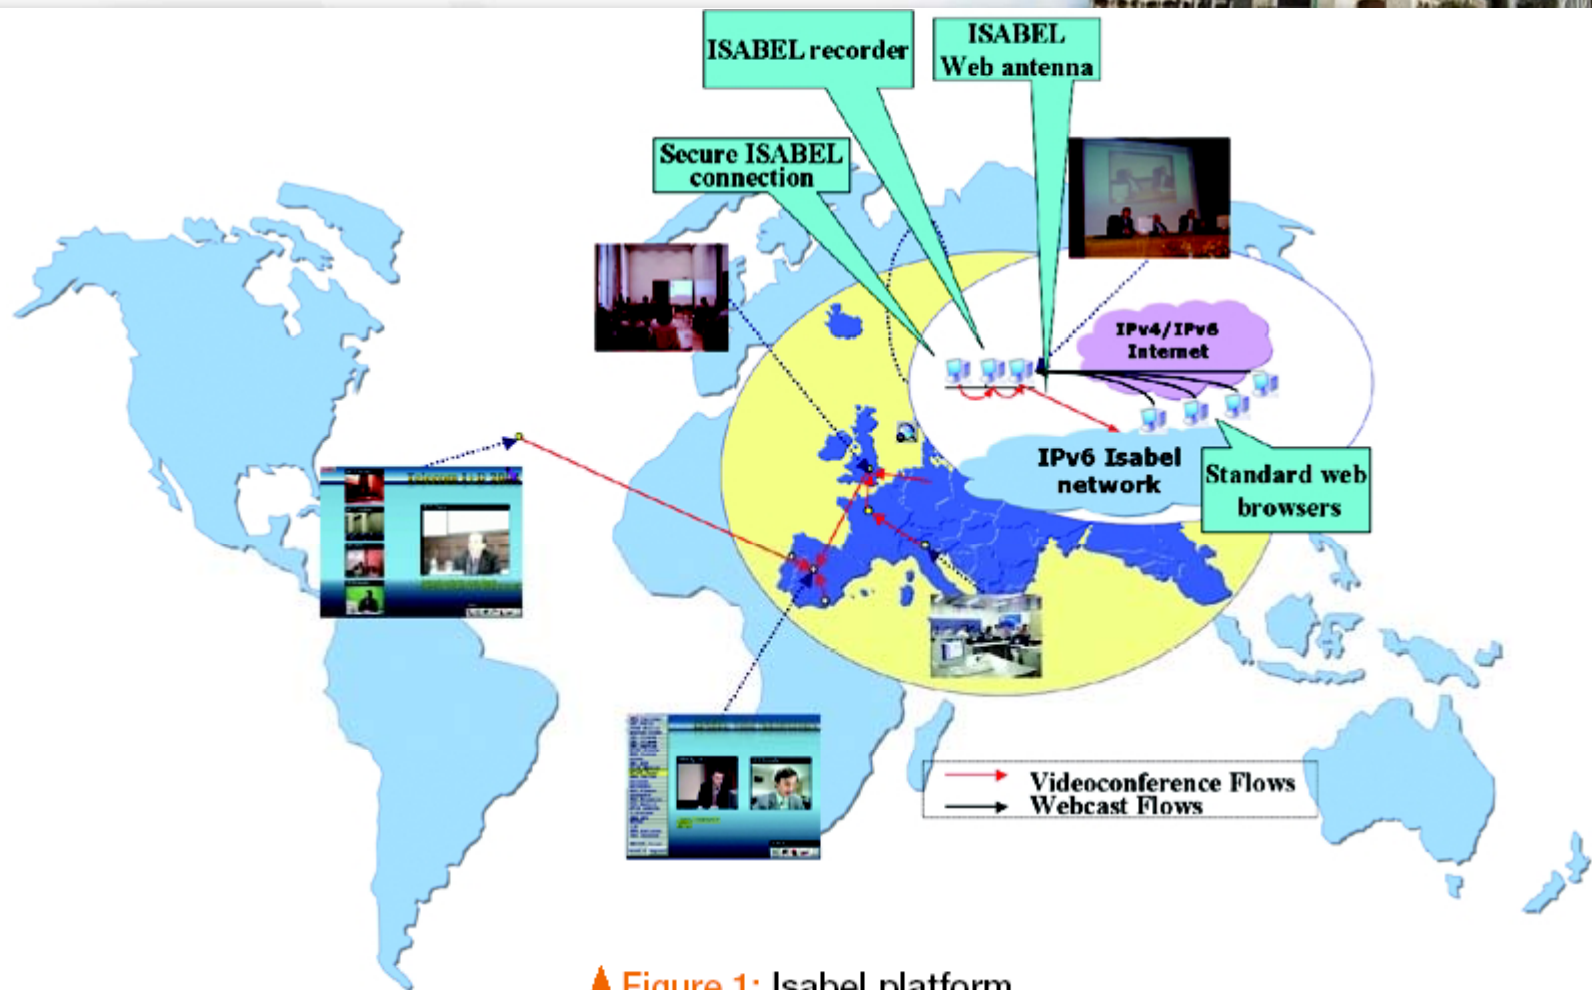 ISABEL recorder
ISABEL
Web antenna
Secure ISABEL
connection
IPv4/IPv6
Internet
IPv6 Isabel
network
Standard web
browsers
Videoconference Flows
Webcast Flows
Figure 1: Isabel platform